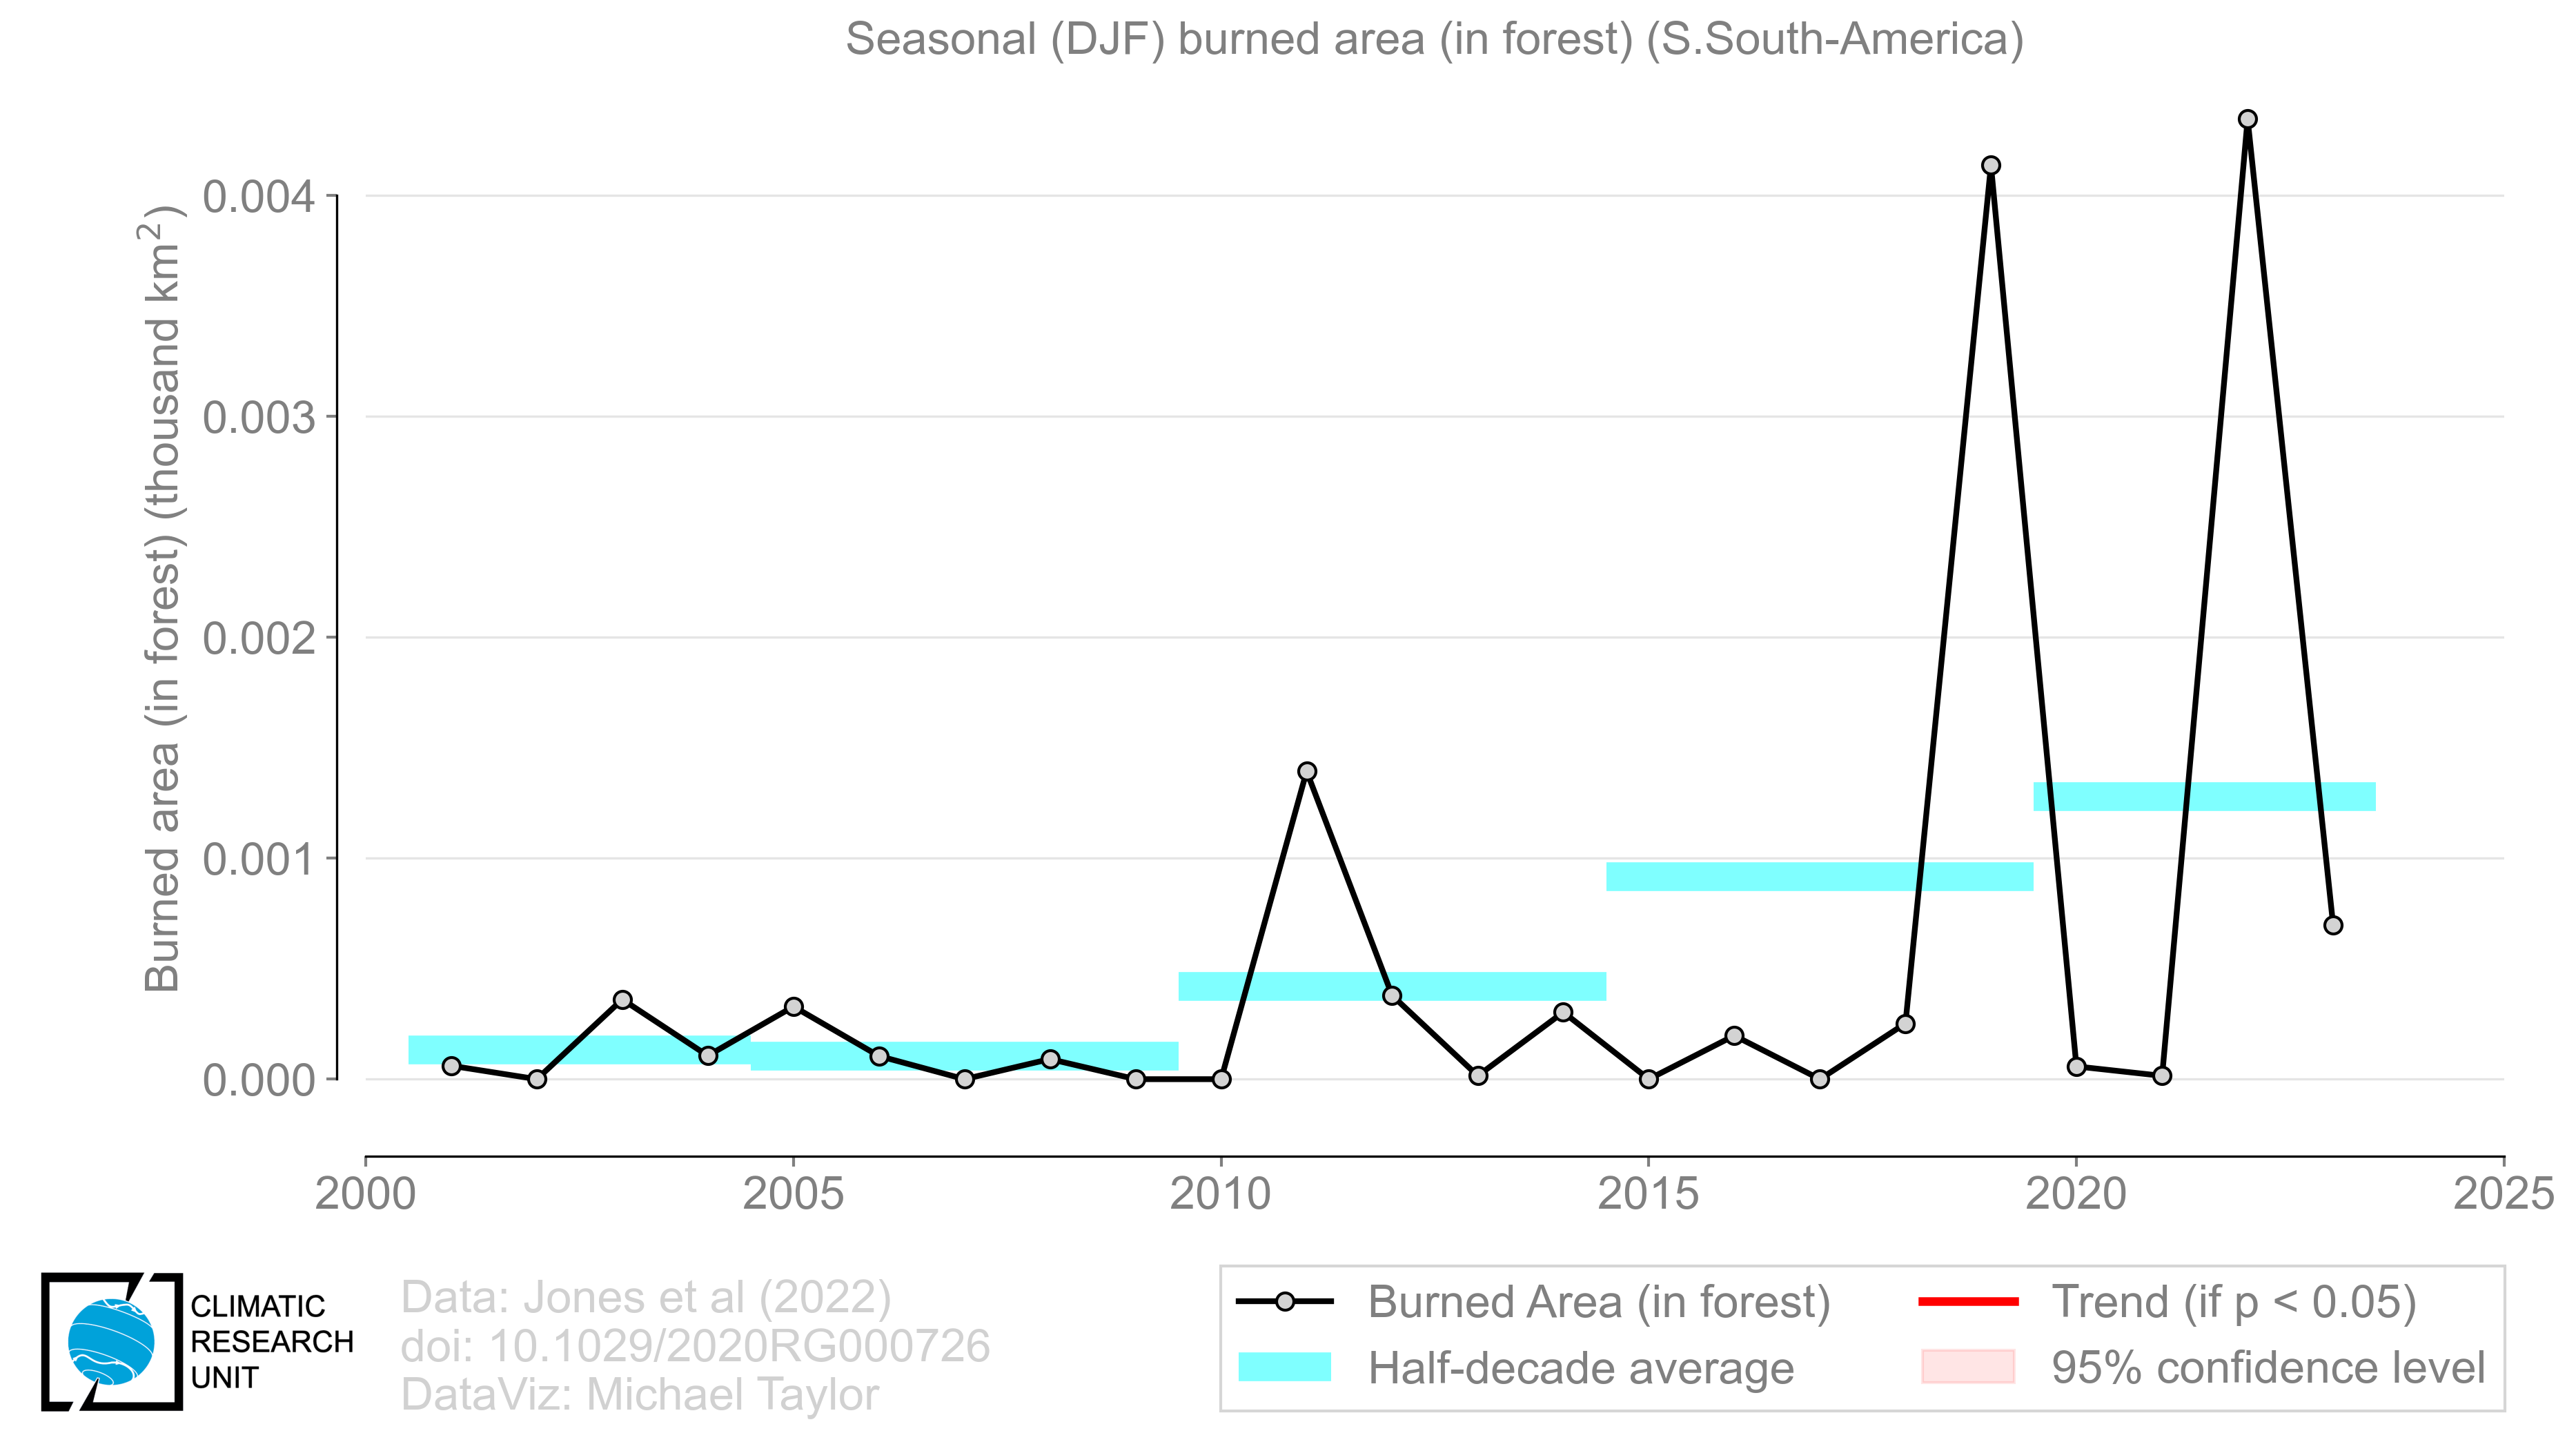 Seasonal (DJF) burned area (in forest) (S.South-America)
Burned area (in forest) (thousand km²)
0.004
0.003
0.002
0.001
0.000
2000 2005 2010 2015 2020 2025
CLIMATIC
RESEARCH
UNIT
Data: Jones et al (2022)
doi: 10.1029/2020RG000726
DataViz: Michael Taylor
Burned Area (in forest)
Half-decade average
Trend (if p < 0.05)
95% confidence level